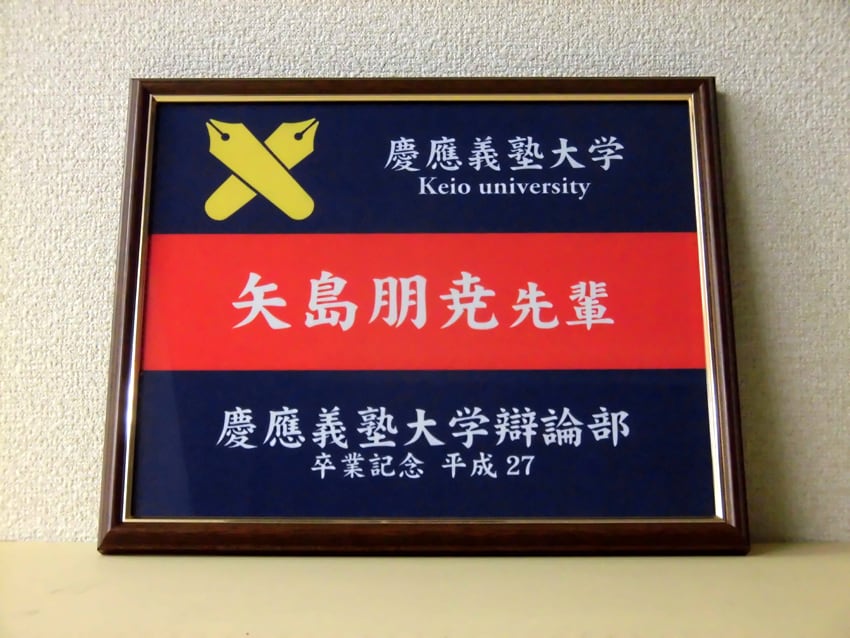 慶應義塾大学
Keio university
矢島朋尭先輩
慶應義塾大学辯論部
卒業記念 平成27